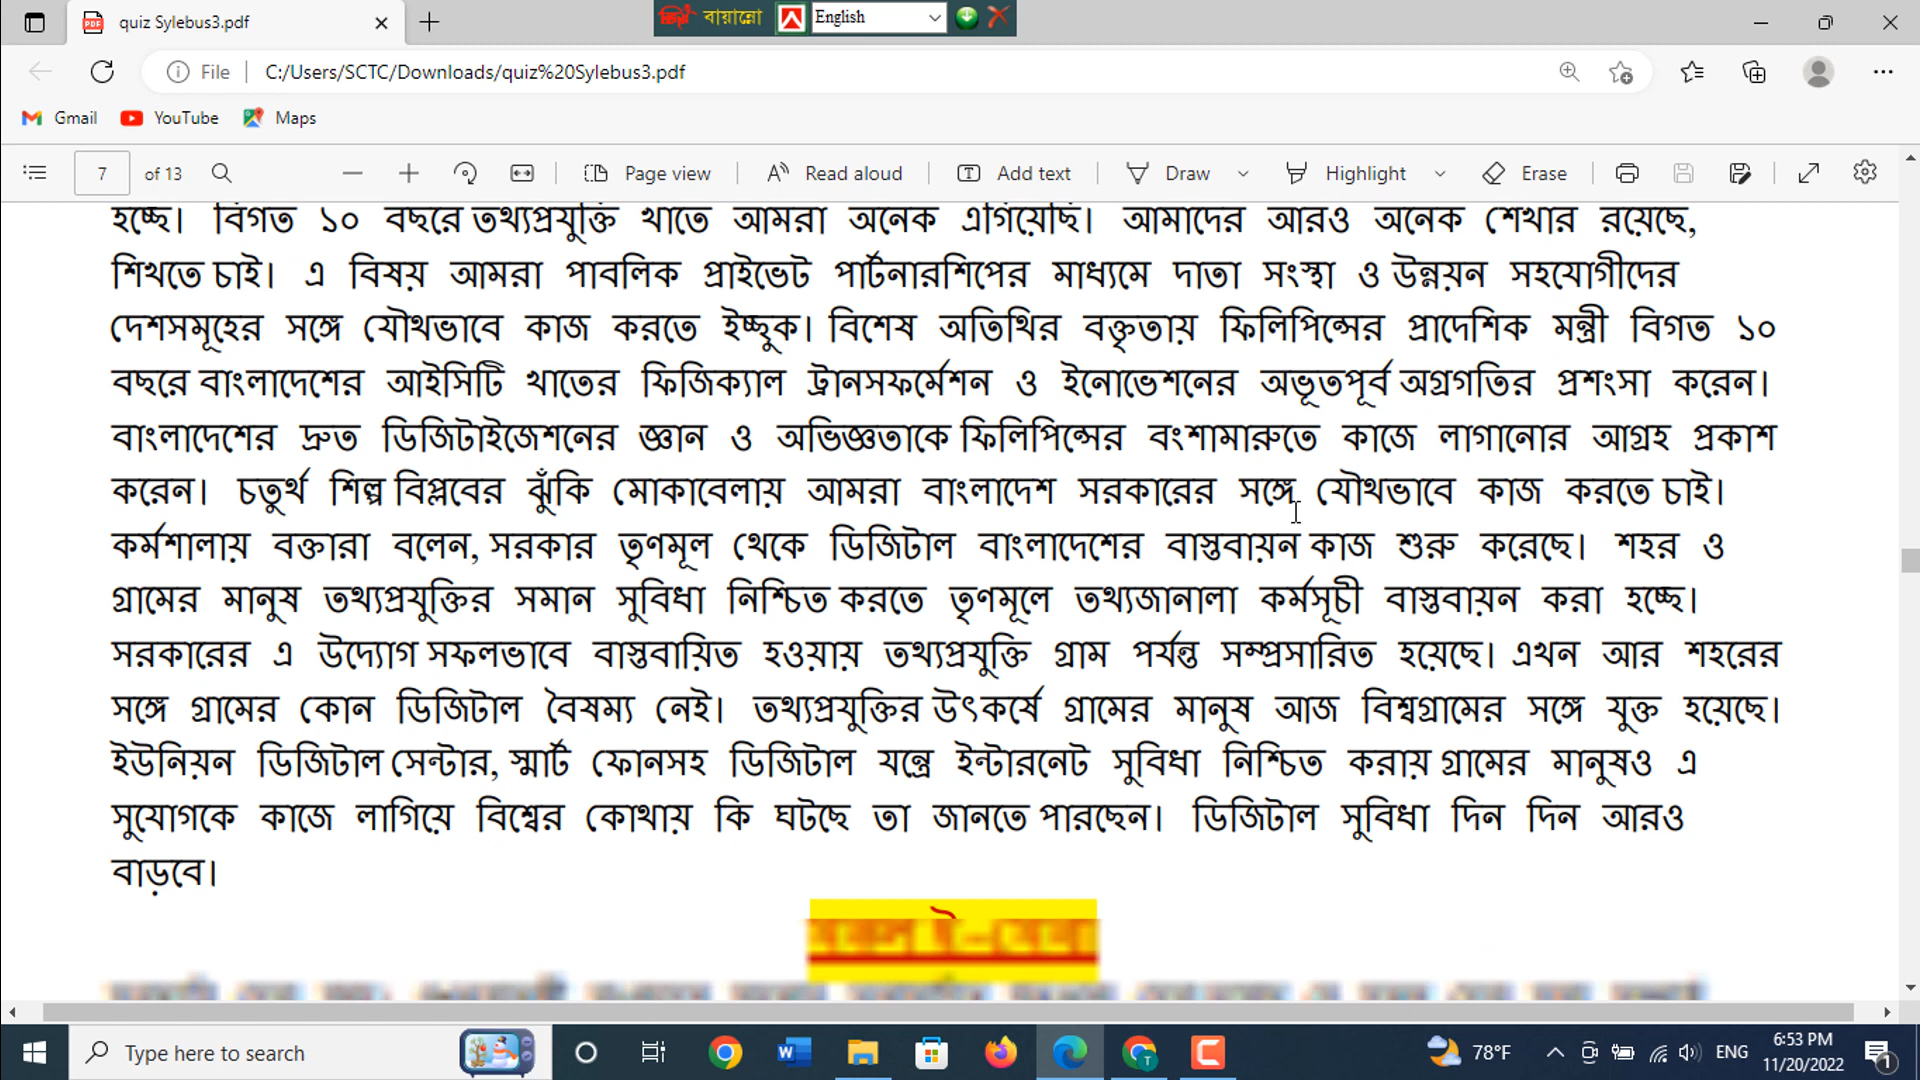 quiz Sylebus3.pdf
বায়ান্নো
English
File
C:/Users/SCTC/Downloads/quiz%20Sylebus3.pdf
Gmail YouTube Maps
7 of 13 Page view Read aloud Add text Draw Highlight Erase
হচ্ছে। বিগত ১০ বছরে তথ্যপ্রযুক্তি খাতে আমরা অনেক এগিয়েছি। আমাদের আরও অনেক শেখার রয়েছে,
শিখতে চাই। এ বিষয় আমরা পাবলিক প্রাইভেট পার্টনারশিপের মাধ্যমে দাতা সংস্থা ও উন্নয়ন সহযোগীদের
দেশসমূহের সঙ্গে যৌথভাবে কাজ করতে ইচ্ছুক। বিশেষ অতিথির বক্তৃতায় ফিলিপিন্সের প্রাদেশিক মন্ত্রী বিগত ১০
বছরে বাংলাদেশের আইসিটি খাতের ফিজিক্যাল ট্রানসফর্মেশন ও ইনোভেশনের অভূতপূর্ব অগ্রগতির প্রশংসা করেন।
বাংলাদেশের দ্রুত ডিজিটাইজেশনের জ্ঞান ও অভিজ্ঞতাকে ফিলিপিন্সের বংশামারুতে কাজে লাগানোর আগ্রহ প্রকাশ
করেন। চতুর্থ শিল্প বিপ্লবের ঝুঁকি মোকাবেলায় আমরা বাংলাদেশ সরকারের সঙ্গে যৌথভাবে কাজ করতে চাই।
কর্মশালায় বক্তারা বলেন, সরকার তৃণমূল থেকে ডিজিটাল বাংলাদেশের বাস্তবায়ন কাজ শুরু করেছে। শহর ও
গ্রামের মানুষ তথ্যপ্রযুক্তির সমান সুবিধা নিশ্চিত করতে তৃণমূলে তথ্যজানালা কর্মসূচী বাস্তবায়ন করা হচ্ছে।
সরকারের এ উদ্যোগ সফলভাবে বাস্তবায়িত হওয়ায় তথ্যপ্রযুক্তি গ্রাম পর্যন্ত সম্প্রসারিত হয়েছে। এখন আর শহরের
সঙ্গে গ্রামের কোন ডিজিটাল বৈষম্য নেই। তথ্যপ্রযুক্তির উৎকর্ষে গ্রামের মানুষ আজ বিশ্বগ্রামের সঙ্গে যুক্ত হয়েছে।
ইউনিয়ন ডিজিটাল সেন্টার, স্মার্ট ফোনসহ ডিজিটাল যন্ত্রে ইন্টারনেট সুবিধা নিশ্চিত করায় গ্রামের মানুষও এ
সুযোগকে কাজে লাগিয়ে বিশ্বের কোথায় কি ঘটছে তা জানতে পারছেন। ডিজিটাল সুবিধা দিন দিন আরও
বাড়বে।
Type here to search
78°F
ENG
6:53 PM
11/20/2022
1